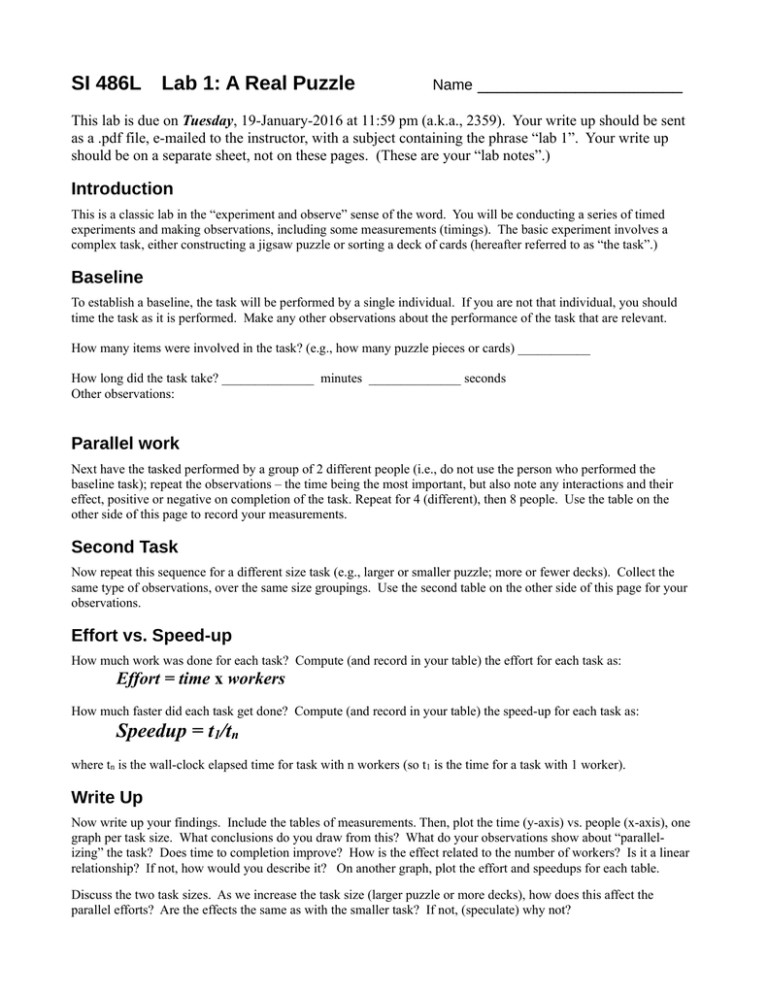 SI 486L Lab 1: A Real Puzzle Name ________________________
This lab is due on Tuesday, 19-January-2016 at 11:59 pm (a.k.a., 2359). Your write up should be sent
as a .pdf file, e-mailed to the instructor, with a subject containing the phrase “lab 1”. Your write up
should be on a separate sheet, not on these pages. (These are your “lab notes”.)
Introduction
This is a classic lab in the “experiment and observe” sense of the word. You will be conducting a series of timed
experiments and making observations, including some measurements (timings). The basic experiment involves a
complex task, either constructing a jigsaw puzzle or sorting a deck of cards (hereafter referred to as “the task”.)
Baseline
To establish a baseline, the task will be performed by a single individual. If you are not that individual, you should
time the task as it is performed. Make any other observations about the performance of the task that are relevant.
How many items were involved in the task? (e.g., how many puzzle pieces or cards) ___________
How long did the task take? ______________ minutes ______________ seconds
Other observations:
Parallel work
Next have the tasked performed by a group of 2 different people (i.e., do not use the person who performed the
baseline task); repeat the observations – the time being the most important, but also note any interactions and their
effect, positive or negative on completion of the task. Repeat for 4 (different), then 8 people. Use the table on the
other side of this page to record your measurements.
Second Task
Now repeat this sequence for a different size task (e.g., larger or smaller puzzle; more or fewer decks). Collect the
same type of observations, over the same size groupings. Use the second table on the other side of this page for your
observations.
Effort vs. Speed-up
How much work was done for each task? Compute (and record in your table) the effort for each task as:
Effort = time x workers
How much faster did each task get done? Compute (and record in your table) the speed-up for each task as:
Speedup = t1/tn
where tn is the wall-clock elapsed time for task with n workers (so t1 is the time for a task with 1 worker).
Write Up
Now write up your findings. Include the tables of measurements. Then, plot the time (y-axis) vs. people (x-axis), one
graph per task size. What conclusions do you draw from this? What do your observations show about “parallel-
izing” the task? Does time to completion improve? How is the effect related to the number of workers? Is it a linear
relationship? If not, how would you describe it? On another graph, plot the effort and speedups for each table.
Discuss the two task sizes. As we increase the task size (larger puzzle or more decks), how does this affect the
parallel efforts? Are the effects the same as with the smaller task? If not, (speculate) why not?